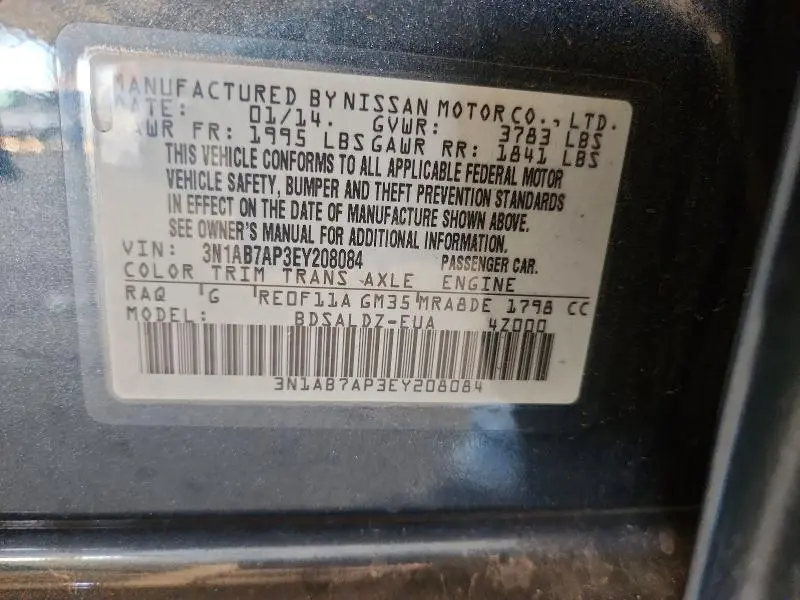 MANUFACTURED BY NISSAN MOTOR CO., LTD.
DATE: 01/14. GVWR: 3783 LBS
GAWR FR: 1995 LBS GAWR RR: 1841 LBS
THIS VEHICLE CONFORMS TO ALL APPLICABLE FEDERAL MOTOR
VEHICLE SAFETY, BUMPER AND THEFT PREVENTION STANDARDS
IN EFFECT ON THE DATE OF MANUFACTURE SHOWN ABOVE.
SEE OWNER'S MANUAL FOR ADDITIONAL INFORMATION.
VIN: 3N1AB7AP3EY208084 PASSENGER CAR.
COLOR TRIM TRANS AXLE ENGINE
RAQ G RE0F11A GM35 MRA8DE 1798 CC
MODEL: BDSALDZ-EUA 4Z000
3N1AB7AP3EY208084